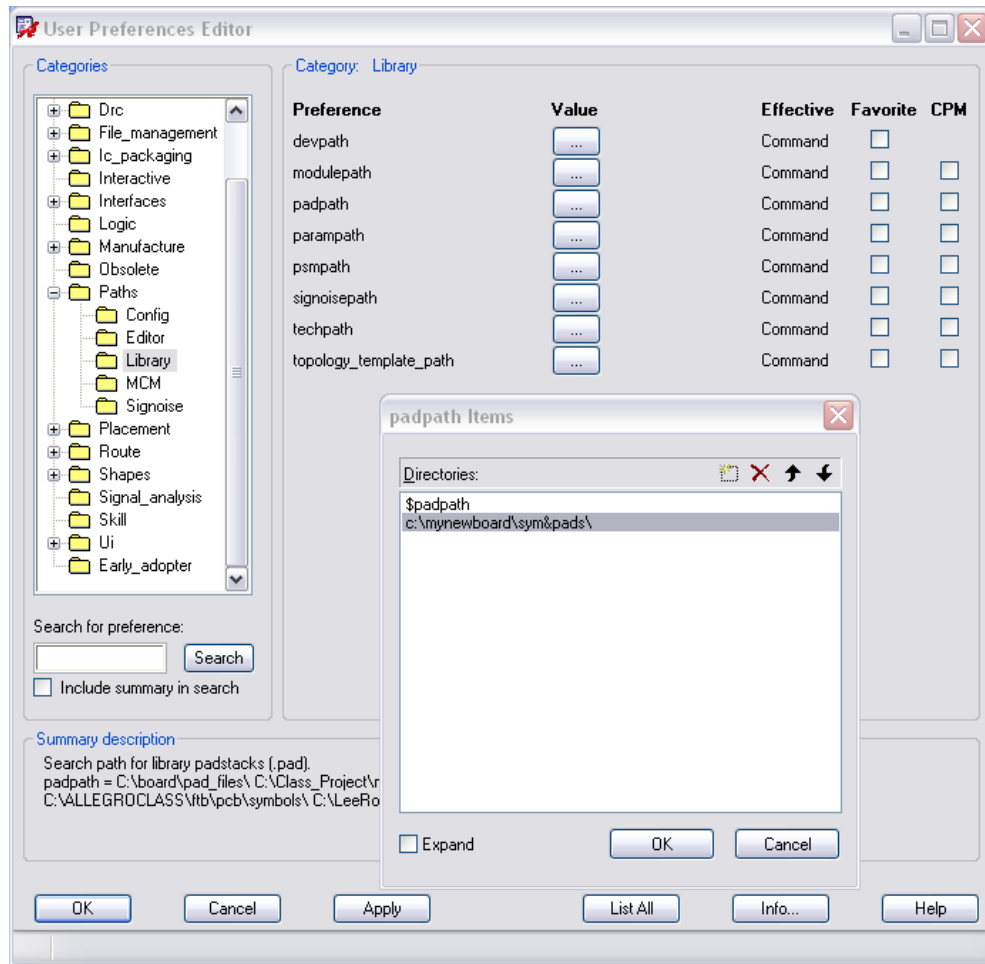 User Preferences Editor
Categories
Drc
File_management
Ic_packaging
Interactive
Interfaces
Logic
Manufacture
Obsolete
Paths
Config
Editor
Library
MCM
Signoise
Placement
Route
Shapes
Signal_analysis
Skill
Ui
Early_adopter
Search for preference:
Search
Include summary in search
Category: Library
Preference Value Effective Favorite CPM
devpath ... Command
modulepath ... Command
padpath ... Command
parampath ... Command
psmpath ... Command
signoisepath ... Command
techpath ... Command
topology_template_path ... Command
padpath Items
Directories:
$padpath
c:\mynewboard\sym&pads\
Expand OK Cancel
Summary description
Search path for library padstacks (.pad).
padpath = C:\board\pad_files\ C:\Class_Project\r
C:\ALLEGROCLASS\ftb\pcb\symbols\ C:\LeeRo
OK Cancel Apply List All Info... Help